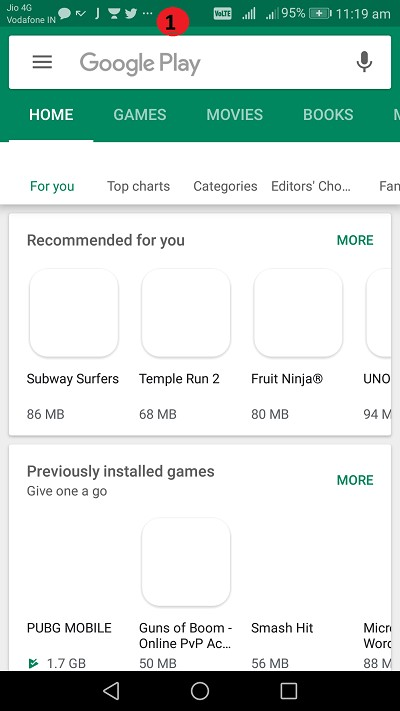 Jio 4G
Vodafone IN
1
VoLTE
95%
11:19 am
Google Play
HOME GAMES MOVIES BOOKS
For you Top charts Categories Editors' Cho... Fan
Recommended for you MORE
Subway Surfers Temple Run 2 Fruit Ninja® UNO
86 MB 68 MB 80 MB 94 M
Previously installed games
Give one a go
MORE
PUBG MOBILE Guns of Boom - Smash Hit Micro
Online PvP Ac... Word
1.7 GB 50 MB 56 MB 88 M